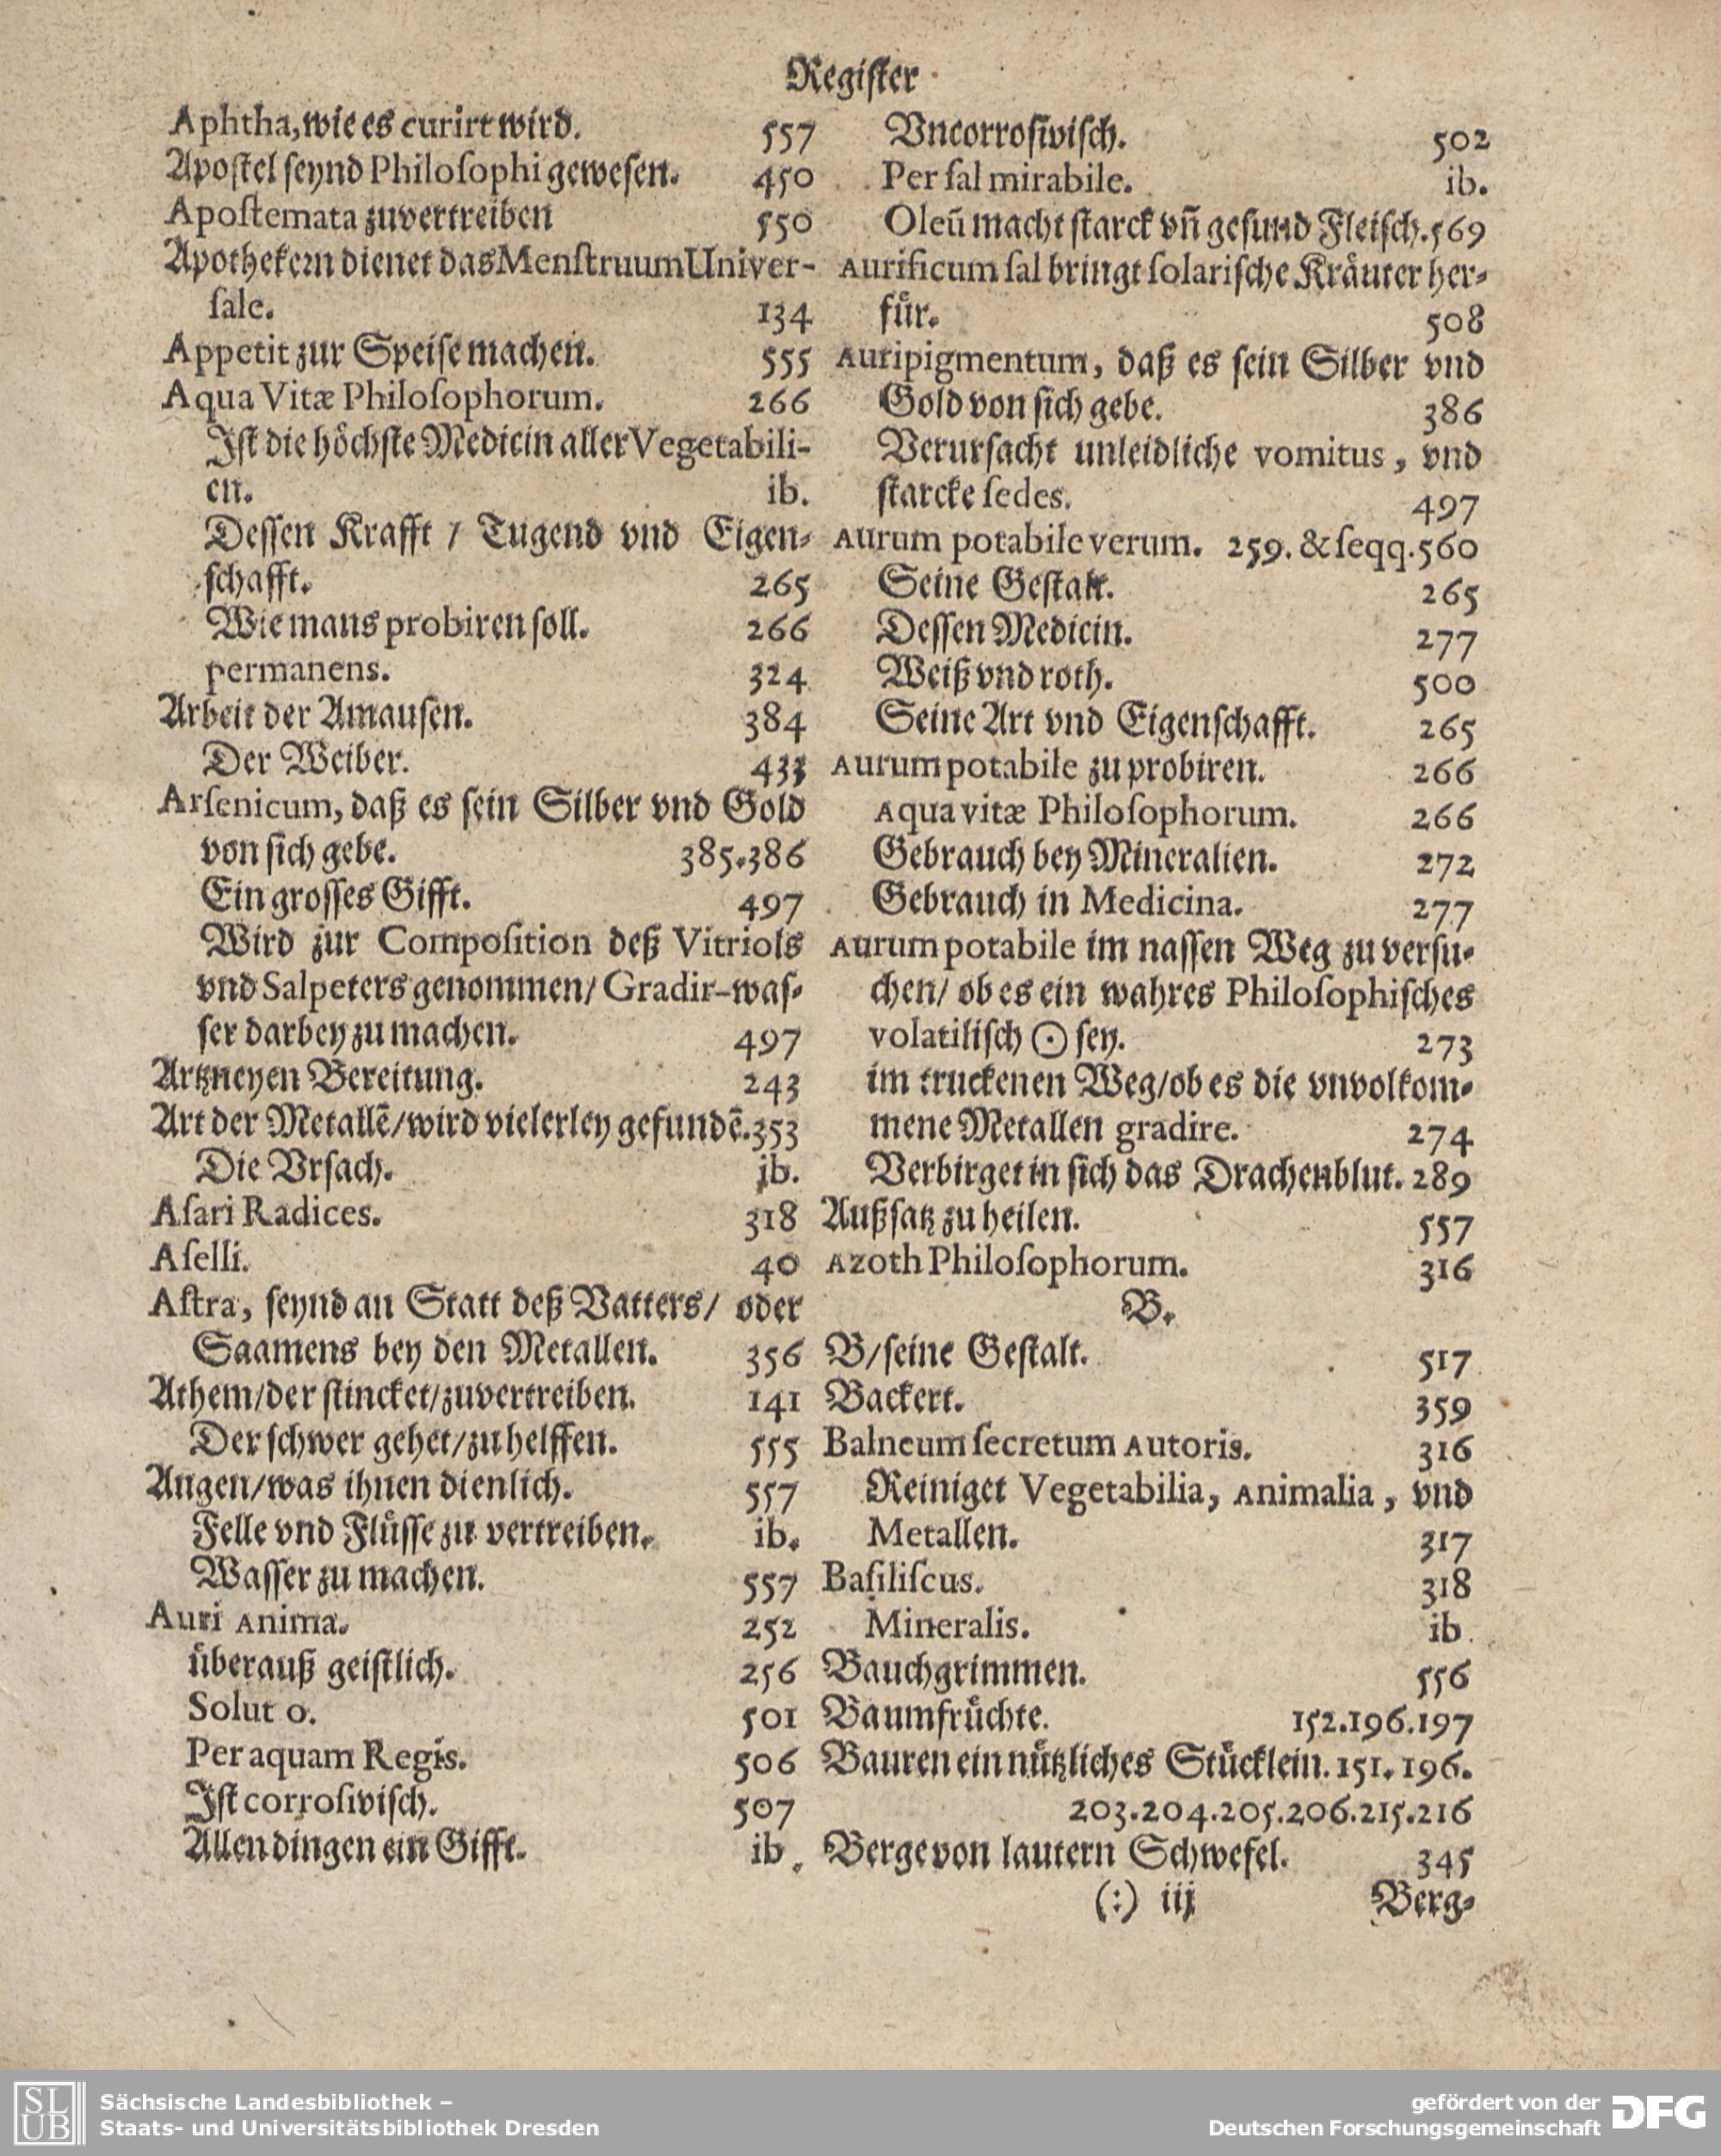 Regiſter
Aphtha, wie es curirt wird. 557
Apoſtel ſeynd Philoſophi geweſen. 450
Apoſtemata zuvertreiben 550
Apothekern dienet das Menſtruum Univer-
ſale. 134
Appetit zur Speiſe machen. 555
Aqua Vitæ Philoſophorum. 266
Iſt die höchſte Medicin aller Vegetabili-
en. ib.
Deſſen Krafft / Tugend vnd Eigen-
ſchafft. 265
Wie mans probiren ſoll. 266
permanens. 324
Arbeit der Amauſen. 384
Der Weiber. 433
Arſenicum, daß es ſein Silber vnd Gold
von ſich gebe. 385.386
Ein groſſes Gifft. 497
Wird zur Compoſition deß Vitriols
vnd Salpeters genommen/ Gradir-waſ-
ſer darbey zu machen. 497
Artzneyen Bereitung. 243
Art der Metallē/wird vielerley gefundē. 353
Die Vrſach. ib.
Aſari Radices. 318
Aſelli. 40
Aſtra, ſeynd an Statt deß Vatters/ oder
Saamens bey den Metallen. 356
Athem/der ſtincket/zuvertreiben. 141
Der ſchwer gehet/zu helffen. 555
Augen/was ihnen dienlich. 557
Felle vnd Flüſſe zu vertreiben. ib.
Waſſer zu machen. 557
Auri Anima. 252
überauß geiſtlich. 256
Solut o. 501
Per aquam Regis. 506
Iſt corroſiviſch. 507
Allen dingen ein Gifft. ib.
Vncorroſiviſch. 502
Per ſal mirabile. ib.
Oleū macht ſtarck vñ geſund Fleiſch. 569
Aurificum ſal bringt ſolariſche Kräuter her-
für. 508
Auripigmentum, daß es ſein Silber vnd
Gold von ſich gebe. 386
Verurſacht unleidliche vomitus, vnd
ſtarcke ſedes. 497
Aurum potabile verum. 259. & ſeqq. 560
Seine Geſtalt. 265
Deſſen Medicin. 277
Weiß vnd roth. 500
Seine Art vnd Eigenſchafft. 265
Aurum potabile zu probiren. 266
Aqua vitæ Philoſophorum. 266
Gebrauch bey Mineralien. 272
Gebrauch in Medicina. 277
Aurum potabile im naſſen Weg zu verſu-
chen/ ob es ein wahres Philoſophiſches
volatiliſch ☉ ſey. 273
im truckenen Weg/ob es die vnvolkom-
mene Metallen gradire. 274
Verbirget in ſich das Drachenblut. 289
Außſatz zu heilen. 557
Azoth Philoſophorum. 316
B.
B/ſeine Geſtalt. 517
Backert. 359
Balneum ſecretum Autoris. 316
Reiniget Vegetabilia, Animalia, vnd
Metallen. 317
Baſiliſcus. 318
Mineralis. ib.
Bauchgrimmen. 556
Baumfrüchte. 152.196.197
Bauren ein nützliches Stücklein. 151. 196.
203.204.205.206.215.216
Berge von lautern Schwefel. 345
(:) iij Berg-
SLUB
Sächsische Landesbibliothek –
Staats- und Universitätsbibliothek Dresden
gefördert von der
Deutschen Forschungsgemeinschaft
DFG